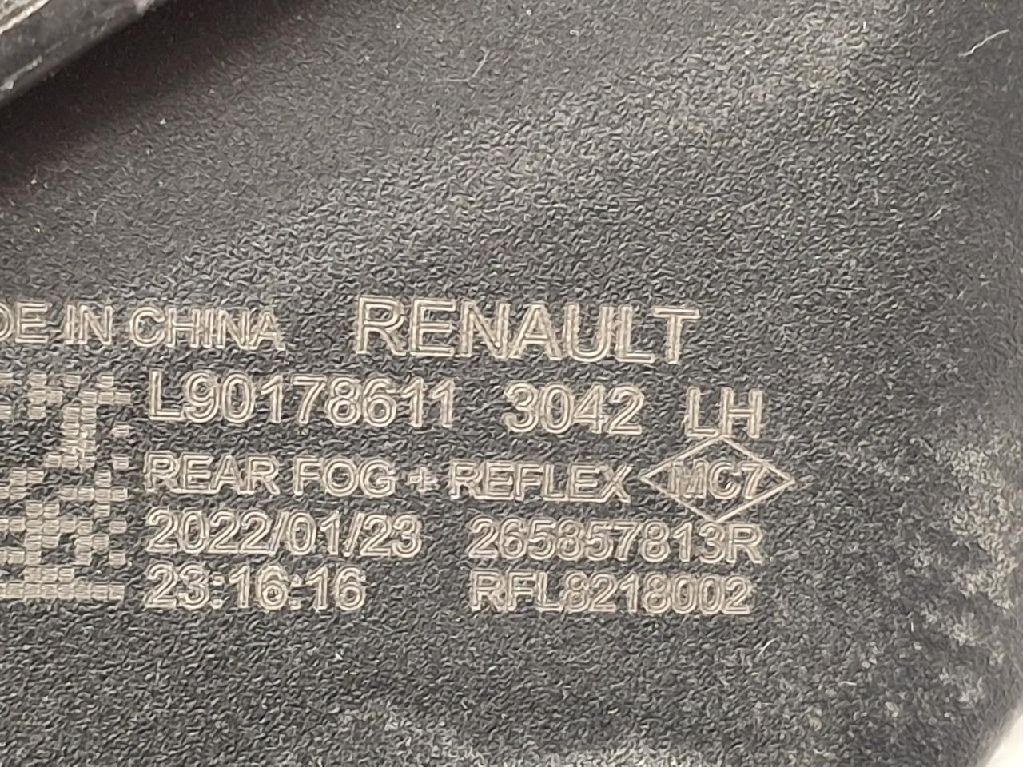 DE IN CHINA RENAULT
L90178611 3042 LH
REAR FOG + REFLEX MC7
2022/01/23 265857813R
23:16:16 RFL8218002